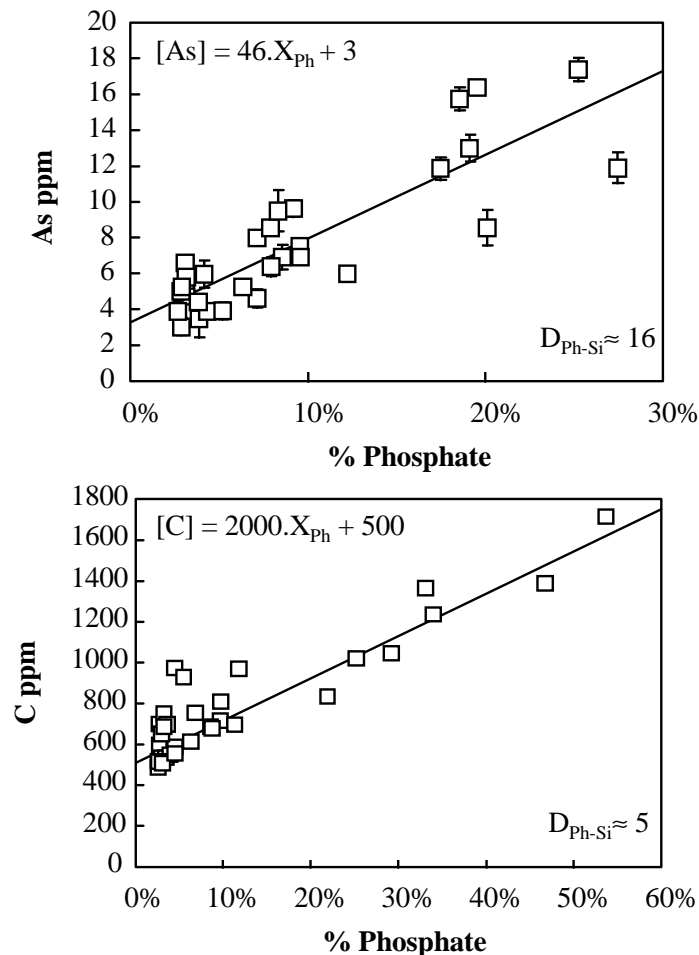 20
18
16
14
12
10
8
6
4
2
0
As ppm
[As] = 46.X_Ph + 3
D_Ph-Si ≈ 16
0% 10% 20% 30%
% Phosphate
1800
1600
1400
1200
1000
800
600
400
200
0
C ppm
[C] = 2000.X_Ph + 500
D_Ph-Si ≈ 5
0% 10% 20% 30% 40% 50% 60%
% Phosphate